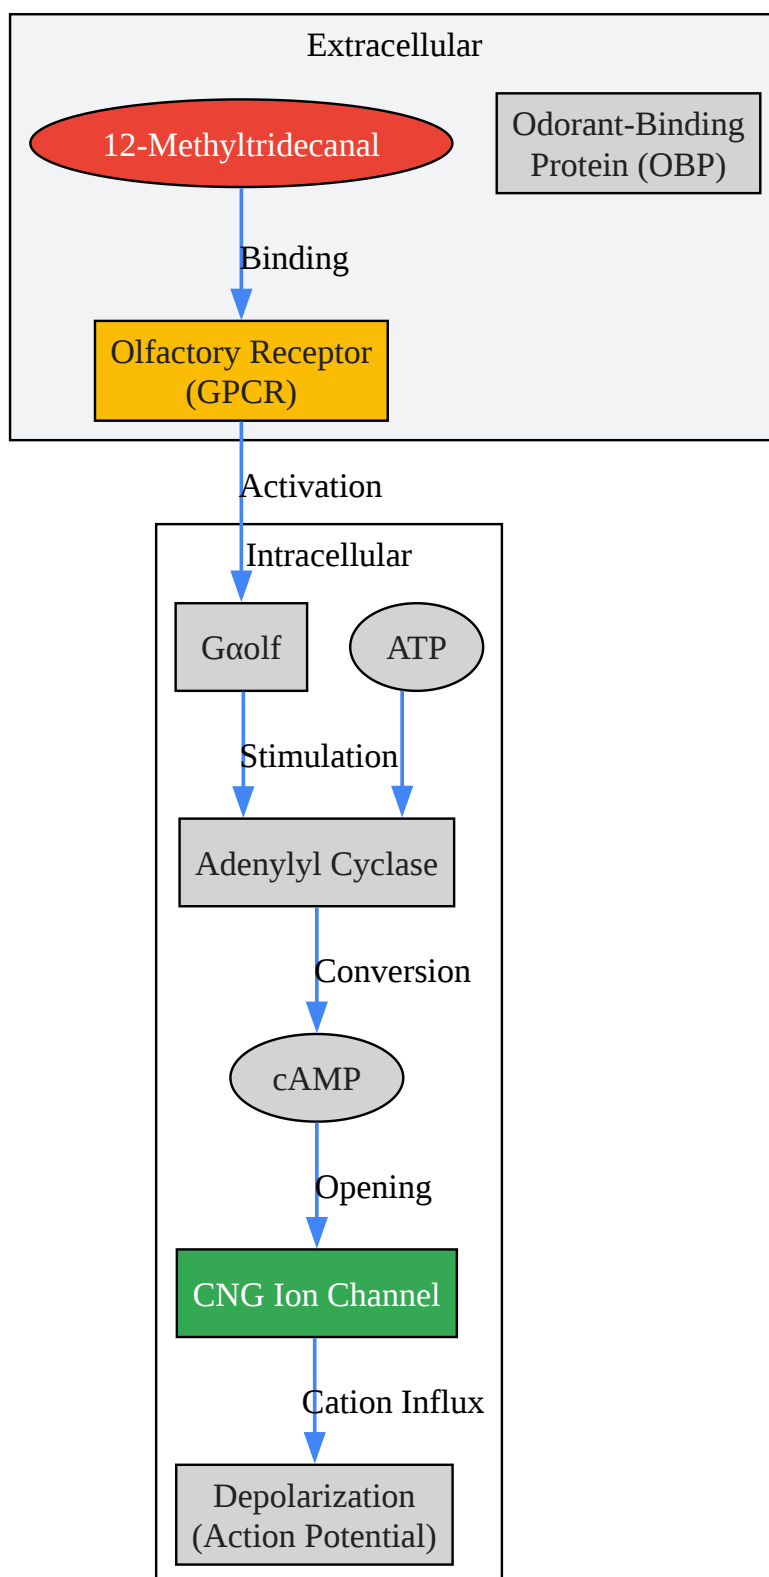 Extracellular
12-Methyltridecanal
Odorant-Binding
Protein (OBP)
Binding
Olfactory Receptor
(GPCR)
Activation
Intracellular
Gαolf
ATP
Stimulation
Adenylyl Cyclase
Conversion
cAMP
Opening
CNG Ion Channel
Cation Influx
Depolarization
(Action Potential)